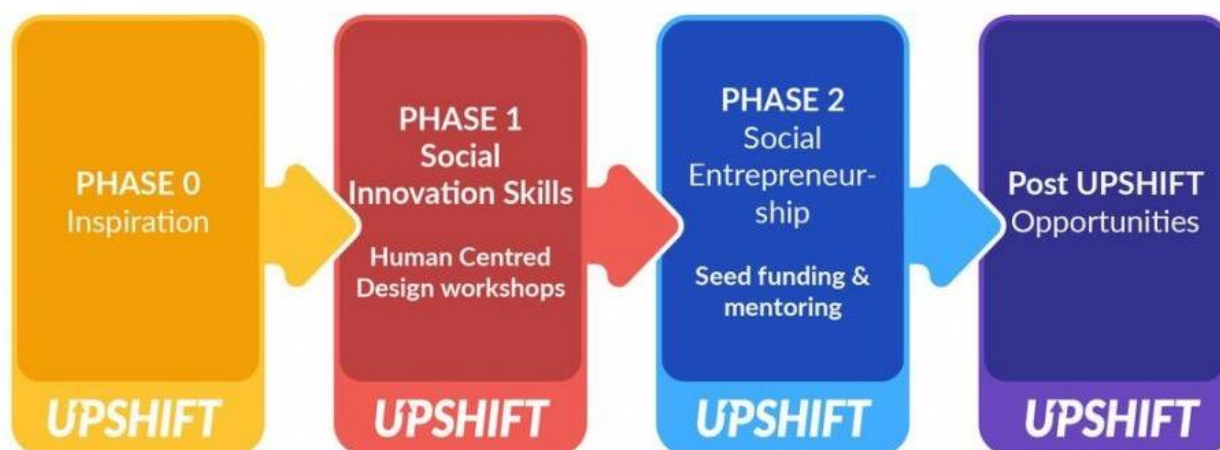 PHASE 0
Inspiration
UPSHIFT
PHASE 1
Social
Innovation Skills
Human Centred
Design workshops
UPSHIFT
PHASE 2
Social
Entrepreneur-
ship
Seed funding &
mentoring
UPSHIFT
Post UPSHIFT
Opportunities
UPSHIFT